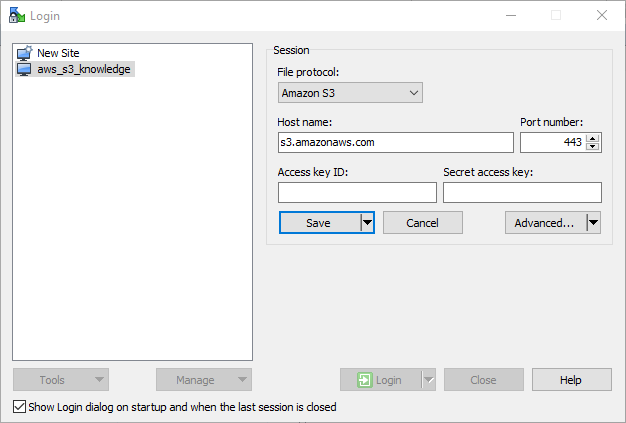 Login
New Site
aws_s3_knowledge
Session
File protocol:
Amazon S3
Host name:
Port number:
s3.amazonaws.com
443
Access key ID:
Secret access key:
Save
Cancel
Advanced...
Tools
Manage
Login
Close
Help
Show Login dialog on startup and when the last session is closed